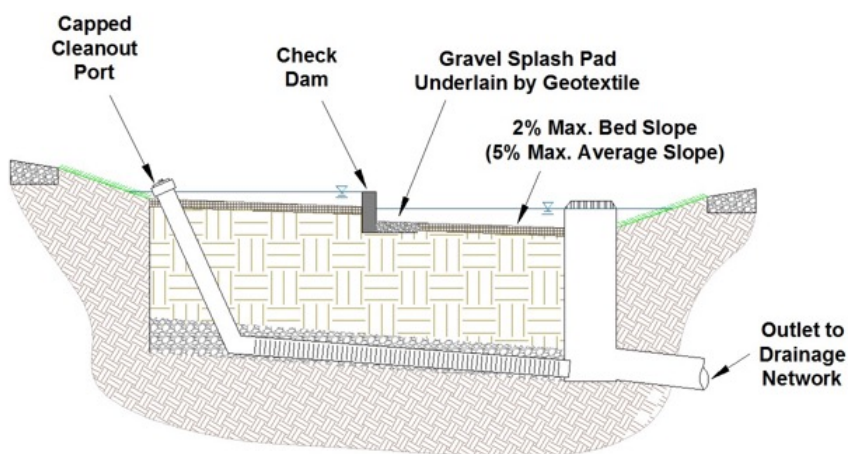 Capped
Cleanout
Port
Check
Dam
Gravel Splash Pad
Underlain by Geotextile
2% Max. Bed Slope
(5% Max. Average Slope)
Outlet to
Drainage
Network